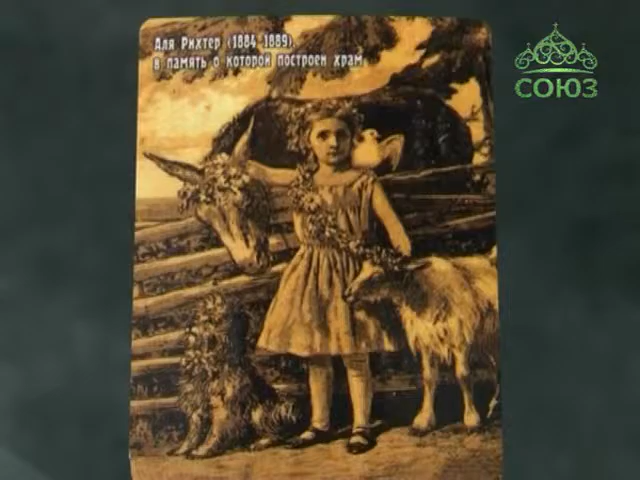 Аля Рихтер (1884 1889),
в память о которой построен храм
СОЮЗ